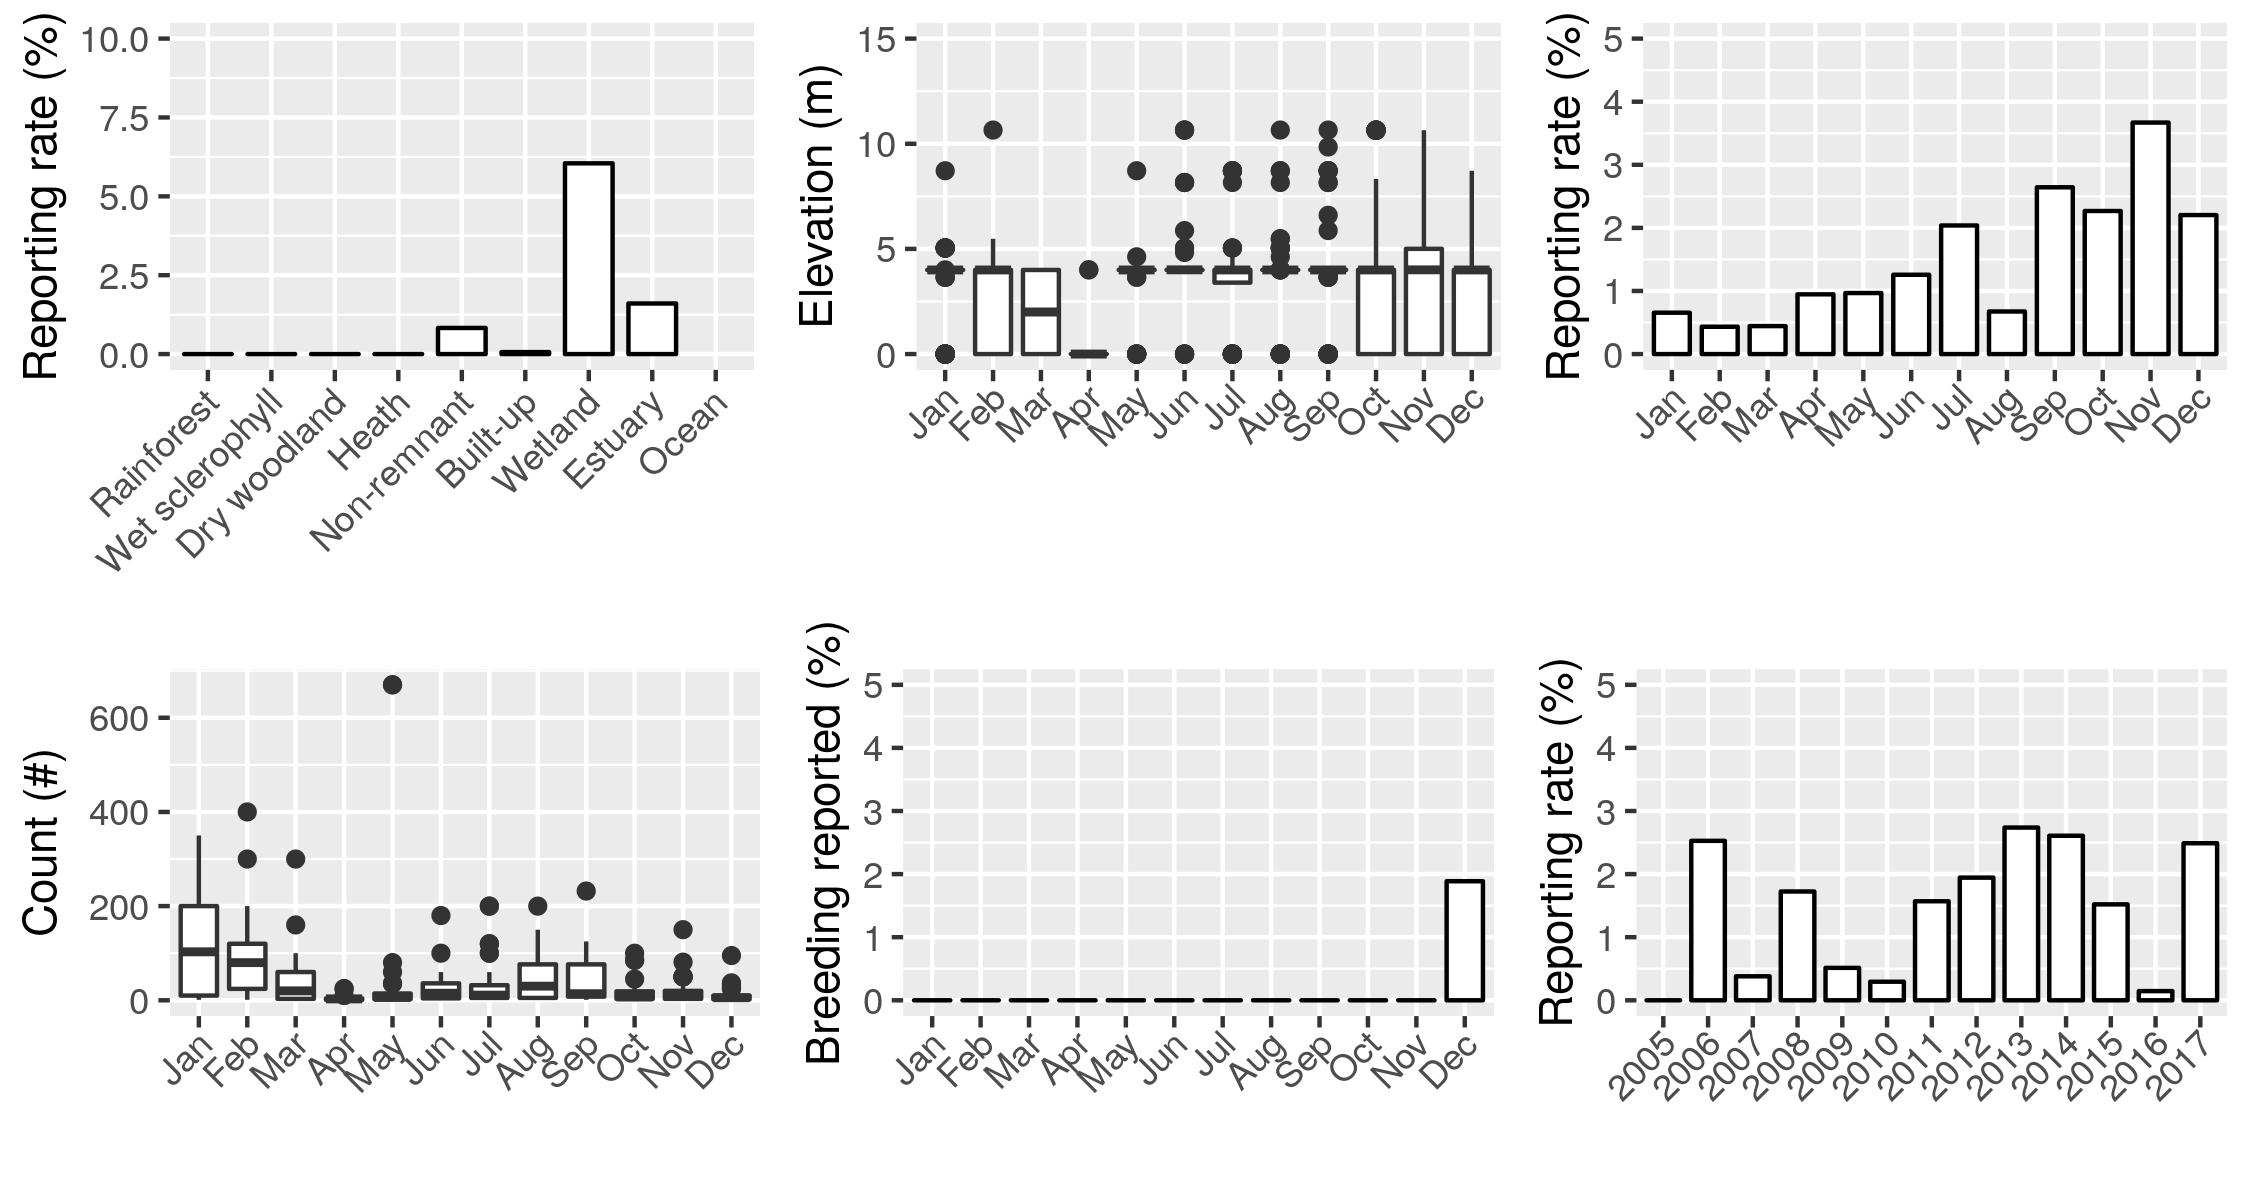 Reporting rate (%)
10.0
7.5
5.0
2.5
0.0
Rainforest
Wet sclerophyll
Dry woodland
Heath
Non-remnant
Built-up
Wetland
Estuary
Ocean
Elevation (m)
15
10
5
0
Jan Feb Mar Apr May Jun Jul Aug Sep Oct Nov Dec
Reporting rate (%)
5
4
3
2
1
0
Jan Feb Mar Apr May Jun Jul Aug Sep Oct Nov Dec
Count (#)
600
400
200
0
Jan Feb Mar Apr May Jun Jul Aug Sep Oct Nov Dec
Breeding reported (%)
5
4
3
2
1
0
Jan Feb Mar Apr May Jun Jul Aug Sep Oct Nov Dec
Reporting rate (%)
5
4
3
2
1
0
2005 2006 2007 2008 2009 2010 2011 2012 2013 2014 2015 2016 2017